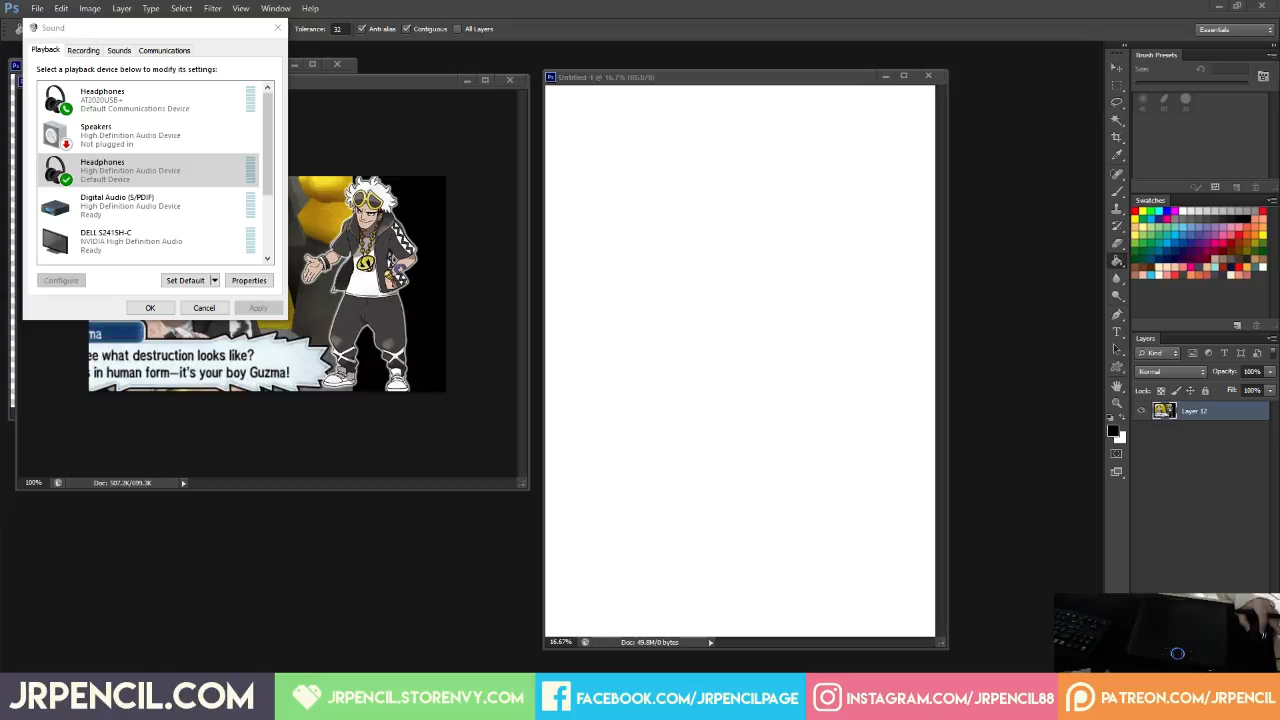 Ps File Edit Image Layer Type Select Filter View Window Help
Sound
Tolerance: 32 Anti-alias Contiguous All Layers
Essentials
Playback Recording Sounds Communications
Select a playback device below to modify its settings:
Headphones
AT2020USB+
Default Communications Device
Speakers
High Definition Audio Device
Not plugged in
Headphones
High Definition Audio Device
Default Device
Digital Audio (S/PDIF)
High Definition Audio Device
Ready
DELL S2415H-C
NVIDIA High Definition Audio
Ready
Configure Set Default Properties
OK Cancel Apply
ma
ee what destruction looks like?
s in human form—it's your boy Guzma!
100% Doc: 507.2K/699.3K
Untitled-1 @ 16.7% (RGB/8)
16.67% Doc: 49.8M/0 bytes
Brush Presets
Size:
45 60 50
Swatches
Layers
Kind
Normal Opacity: 100%
Lock: Fill: 100%
Layer 12
JRPENCIL.COM
JRPENCIL.STORENVY.COM
FACEBOOK.COM/JRPENCILPAGE
INSTAGRAM.COM/JRPENCIL88
PATREON.COM/JRPENCIL